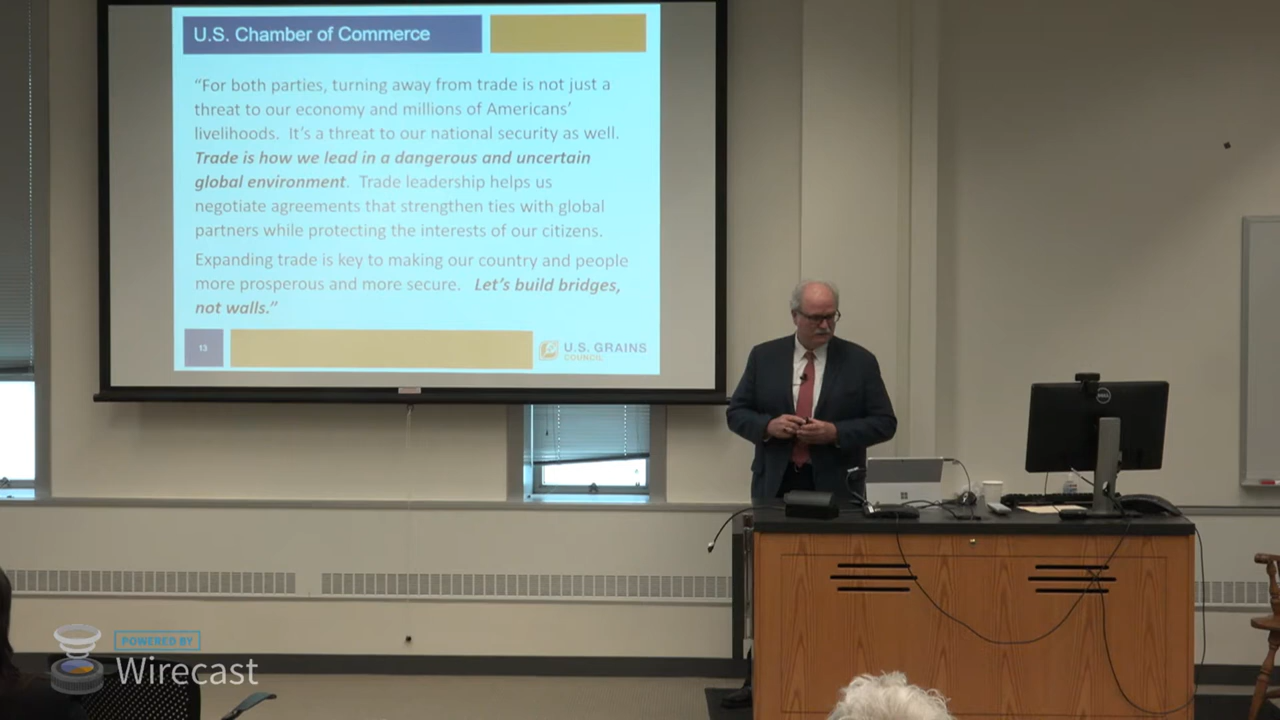 U.S. Chamber of Commerce
“For both parties, turning away from trade is not just a
threat to our economy and millions of Americans’
livelihoods.  It’s a threat to our national security as well.
Trade is how we lead in a dangerous and uncertain
global environment.  Trade leadership helps us
negotiate agreements that strengthen ties with global
partners while protecting the interests of our citizens.
Expanding trade is key to making our country and people
more prosperous and more secure.   Let’s build bridges,
not walls.”
13
U.S. GRAINS
COUNCIL
DELL
POWERED BY
Wirecast